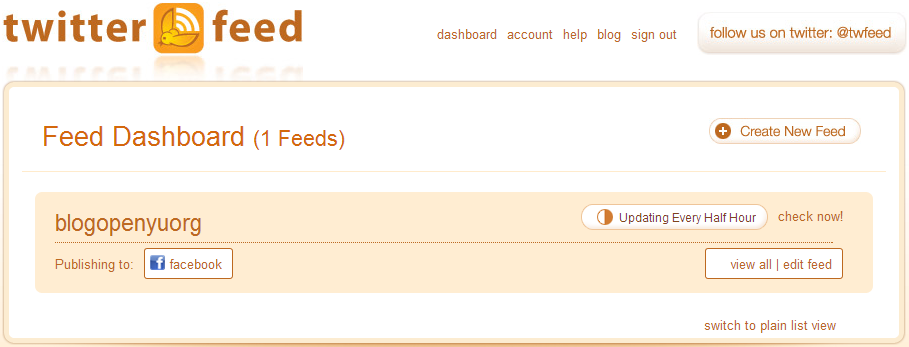 twitter feed
dashboard account help blog sign out
follow us on twitter: @twfeed
Feed Dashboard (1 Feeds)
Create New Feed
blogopenyuorg
Updating Every Half Hour
check now!
Publishing to: facebook
view all | edit feed
switch to plain list view